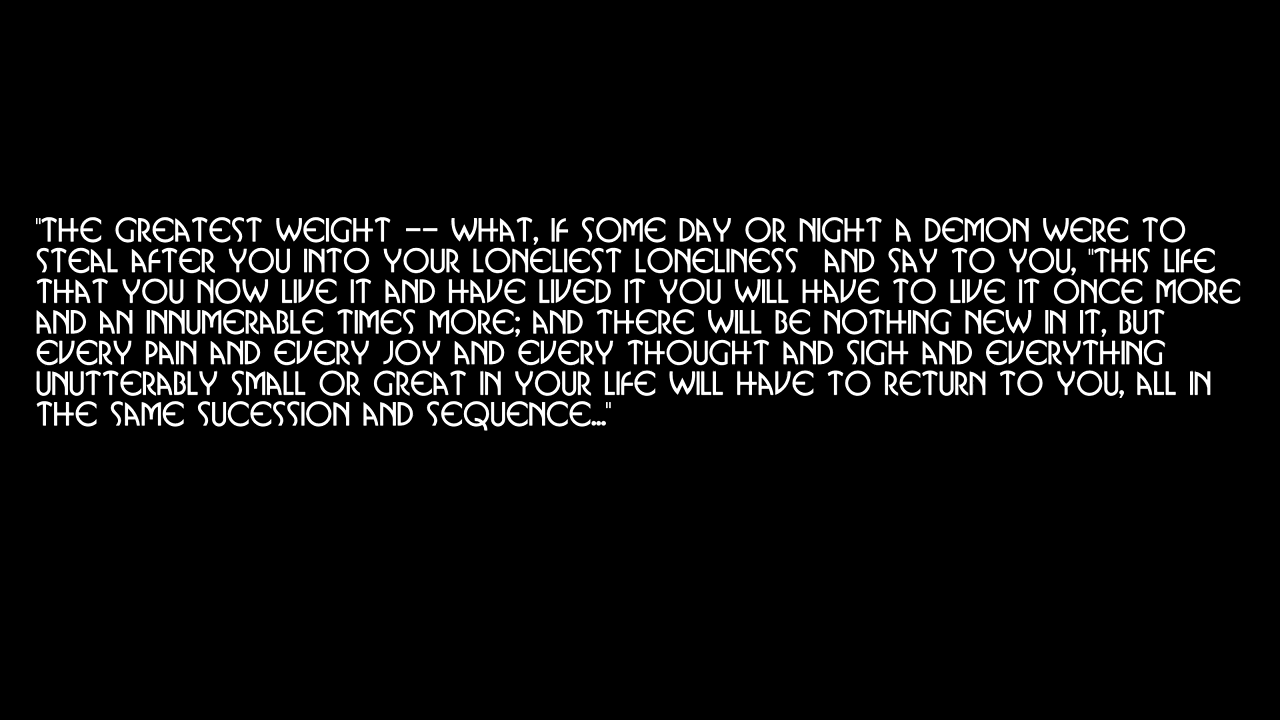 "THE GREATEST WEIGHT -- WHAT, IF SOME DAY OR NIGHT A DEMON WERE TO
STEAL AFTER YOU INTO YOUR LONELIEST LONELINESS  AND SAY TO YOU, "THIS LIFE
THAT YOU NOW LIVE IT AND HAVE LIVED IT YOU WILL HAVE TO LIVE IT ONCE MORE
AND AN INNUMERABLE TIMES MORE; AND THERE WILL BE NOTHING NEW IN IT, BUT
EVERY PAIN AND EVERY JOY AND EVERY THOUGHT AND SIGH AND EVERYTHING
UNUTTERABLY SMALL OR GREAT IN YOUR LIFE WILL HAVE TO RETURN TO YOU, ALL IN
THE SAME SUCESSION AND SEQUENCE..."